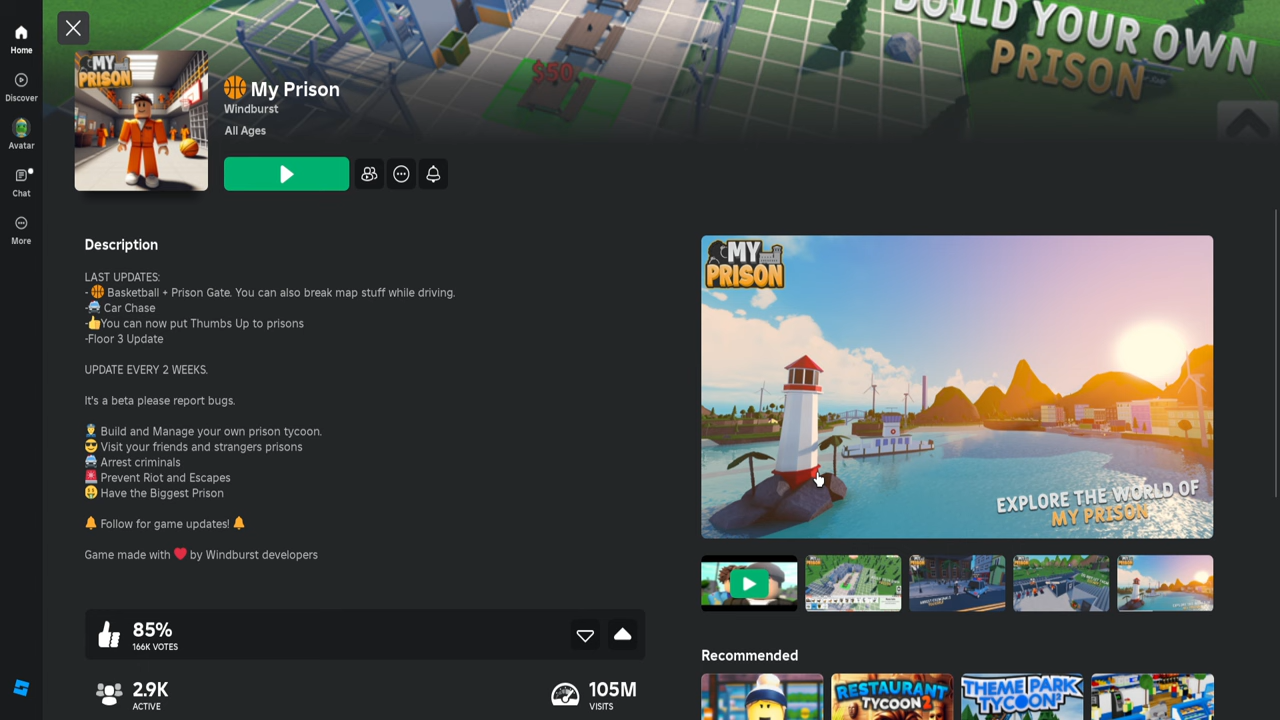 Home
Discover
Avatar
Chat
More
BUILD YOUR OWN
PRISON
$50
MY
PRISON
🏀 My Prison
Windburst
All Ages
Description
LAST UPDATES:
- 🏀 Basketball + Prison Gate. You can also break map stuff while driving.
-🚔 Car Chase
-👍You can now put Thumbs Up to prisons
-Floor 3 Update
UPDATE EVERY 2 WEEKS.
It's a beta please report bugs.
👮 Build and Manage your own prison tycoon.
😎 Visit your friends and strangers prisons
🚔 Arrest criminals
🚨 Prevent Riot and Escapes
🤑 Have the Biggest Prison
🔔 Follow for game updates! 🔔
Game made with ❤️ by Windburst developers
85%
166K VOTES
2.9K
ACTIVE
105M
VISITS
MY
PRISON
EXPLORE THE WORLD OF
MY PRISON
Recommended
RESTAURANT
TYCOON 2
THEME PARK
TYCOON 2